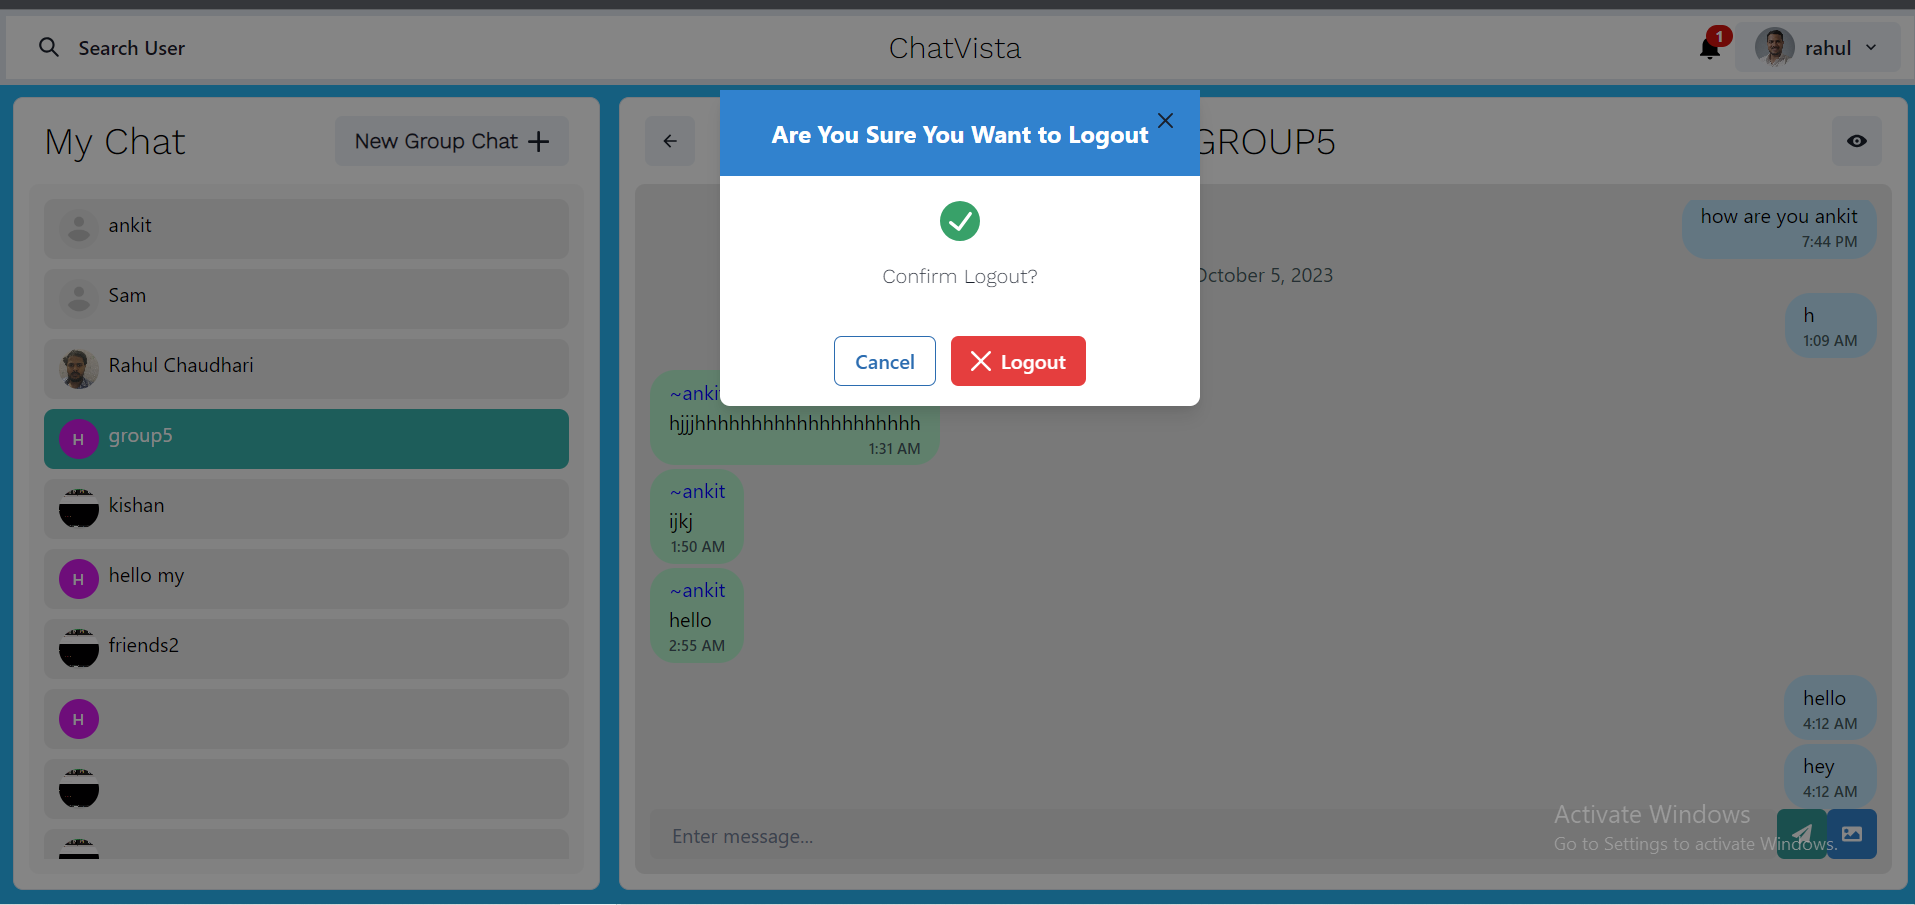 Search User
ChatVista
1
rahul
My Chat
New Group Chat
ankit
Sam
Rahul Chaudhari
H
group5
kishan
H
hello my
friends2
H
GROUP5
how are you ankit
7:44 PM
October 5, 2023
h
1:09 AM
~ankit
hjjjhhhhhhhhhhhhhhhhhhhh
1:31 AM
~ankit
ijkj
1:50 AM
~ankit
hello
2:55 AM
hello
4:12 AM
hey
4:12 AM
Enter message...
Are You Sure You Want to Logout
Confirm Logout?
Cancel
Logout
Activate Windows
Go to Settings to activate Windows.